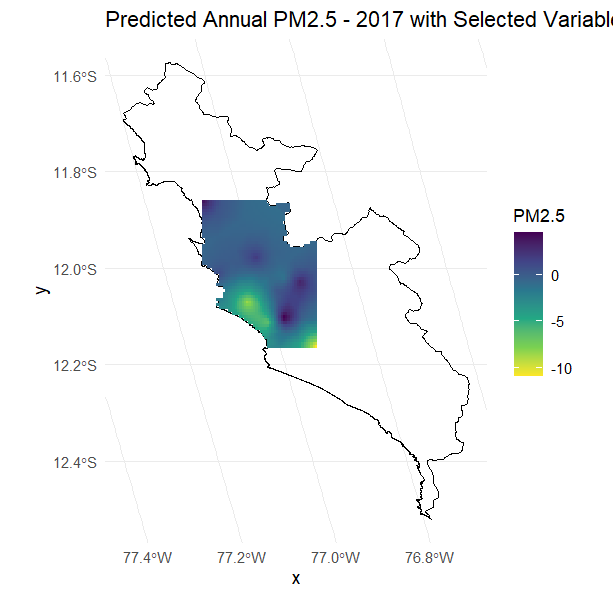 Predicted Annual PM2.5 - 2017 with Selected Variable
11.6°S
11.8°S
12.0°S
12.2°S
12.4°S
y
77.4°W
77.2°W
77.0°W
76.8°W
x
PM2.5
0
-5
-10